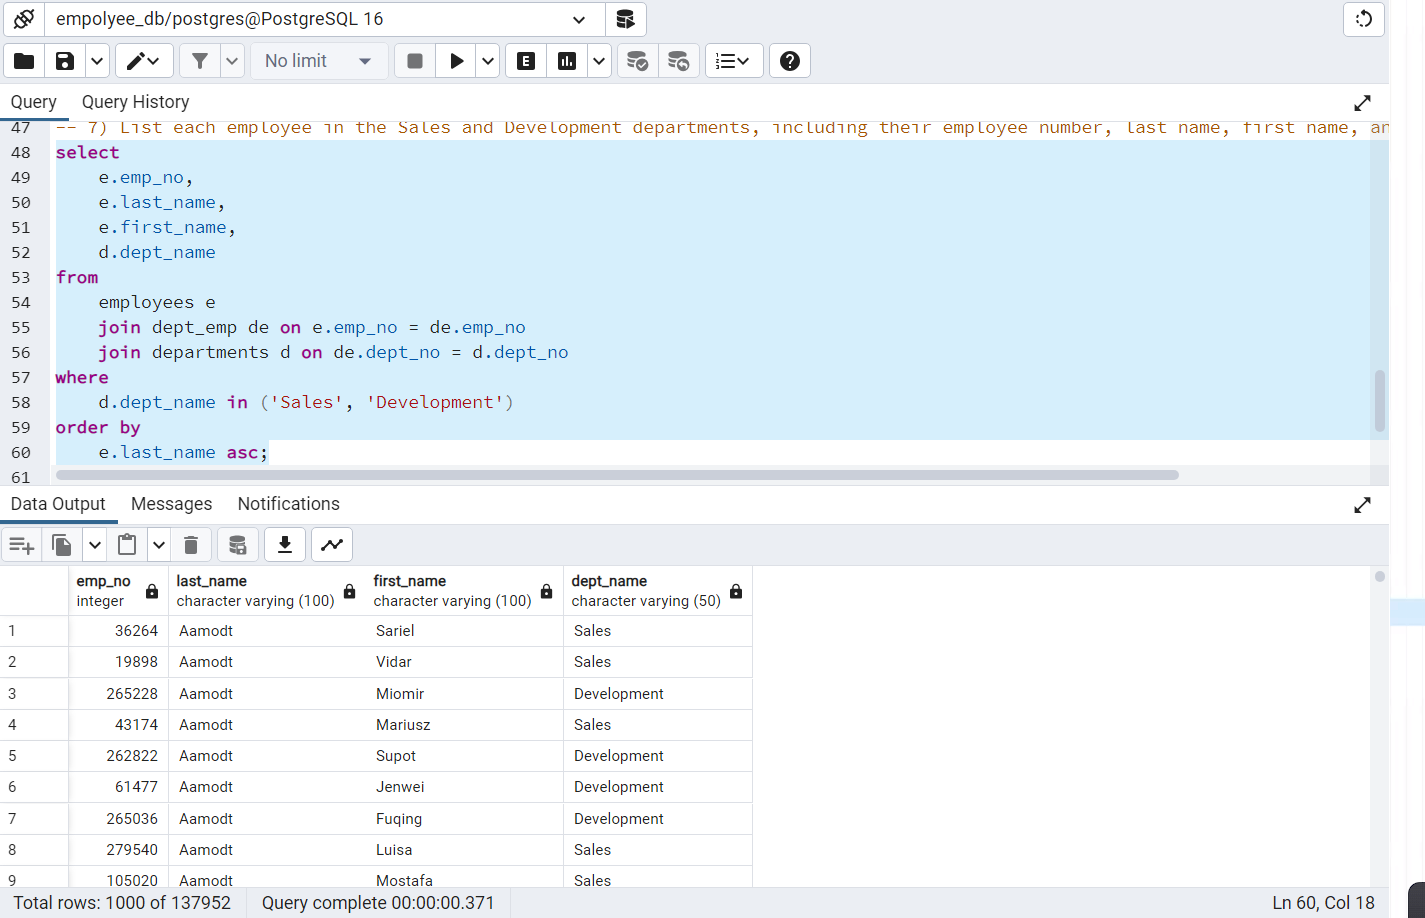 empolyee_db/postgres@PostgreSQL 16
No limit
E
Query Query History
47 -- 7) List each employee in the Sales and Development departments, including their employee number, last name, first name, an
48 select
49 e.emp_no,
50 e.last_name,
51 e.first_name,
52 d.dept_name
53 from
54 employees e
55 join dept_emp de on e.emp_no = de.emp_no
56 join departments d on de.dept_no = d.dept_no
57 where
58 d.dept_name in ('Sales', 'Development')
59 order by
60 e.last_name asc;
61
Data Output Messages Notifications
emp_no last_name first_name dept_name
integer character varying (100) character varying (100) character varying (50)
1 36264 Aamodt Sariel Sales
2 19898 Aamodt Vidar Sales
3 265228 Aamodt Miomir Development
4 43174 Aamodt Mariusz Sales
5 262822 Aamodt Supot Development
6 61477 Aamodt Jenwei Development
7 265036 Aamodt Fuqing Development
8 279540 Aamodt Luisa Sales
9 105020 Aamodt Mostafa Sales
Total rows: 1000 of 137952 Query complete 00:00:00.371 Ln 60, Col 18